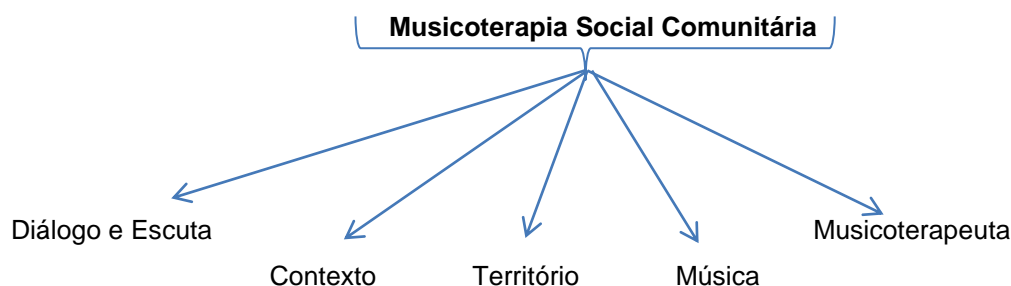 Musicoterapia Social Comunitária
Diálogo e Escuta
Musicoterapeuta
Contexto
Território
Música